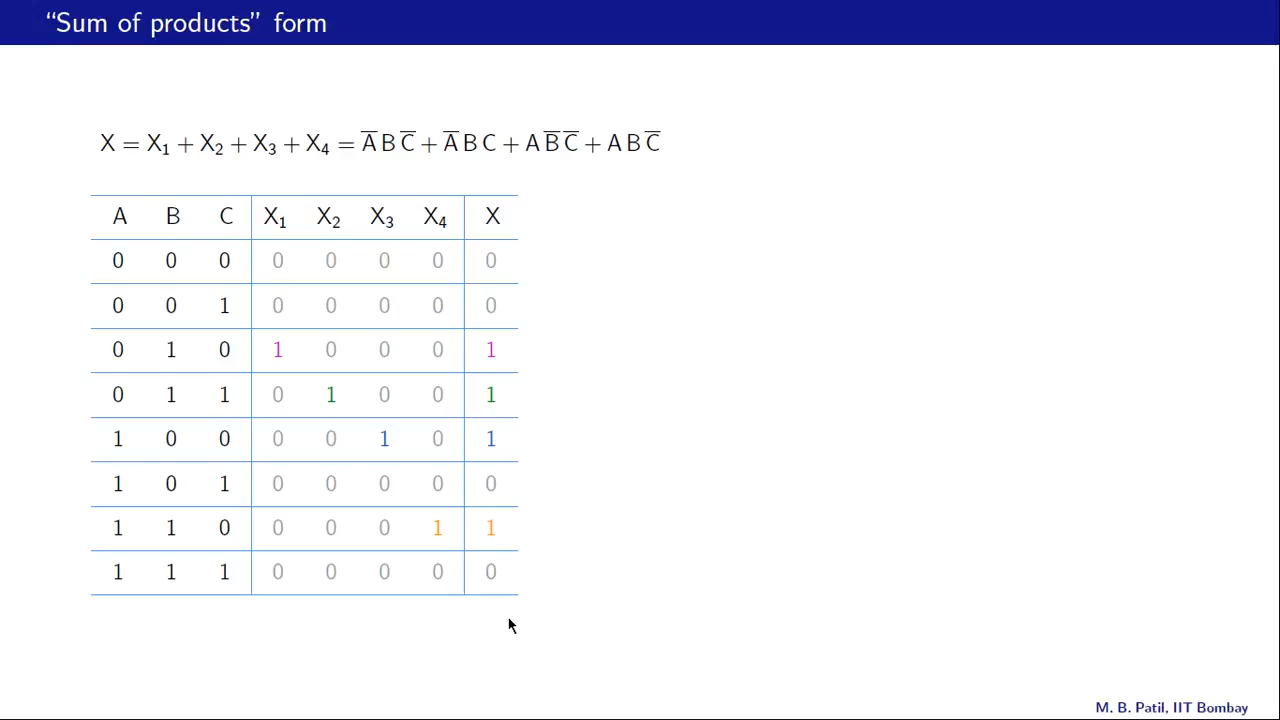 “Sum of products” form
X = X₁ + X₂ + X₃ + X₄ = A̅ B C̅ + A̅ B C + A B̅ C̅ + A B C̅
A B C X₁ X₂ X₃ X₄ X
0 0 0 0 0 0 0 0
0 0 1 0 0 0 0 0
0 1 0 1 0 0 0 1
0 1 1 0 1 0 0 1
1 0 0 0 0 1 0 1
1 0 1 0 0 0 0 0
1 1 0 0 0 0 1 1
1 1 1 0 0 0 0 0
M. B. Patil, IIT Bombay